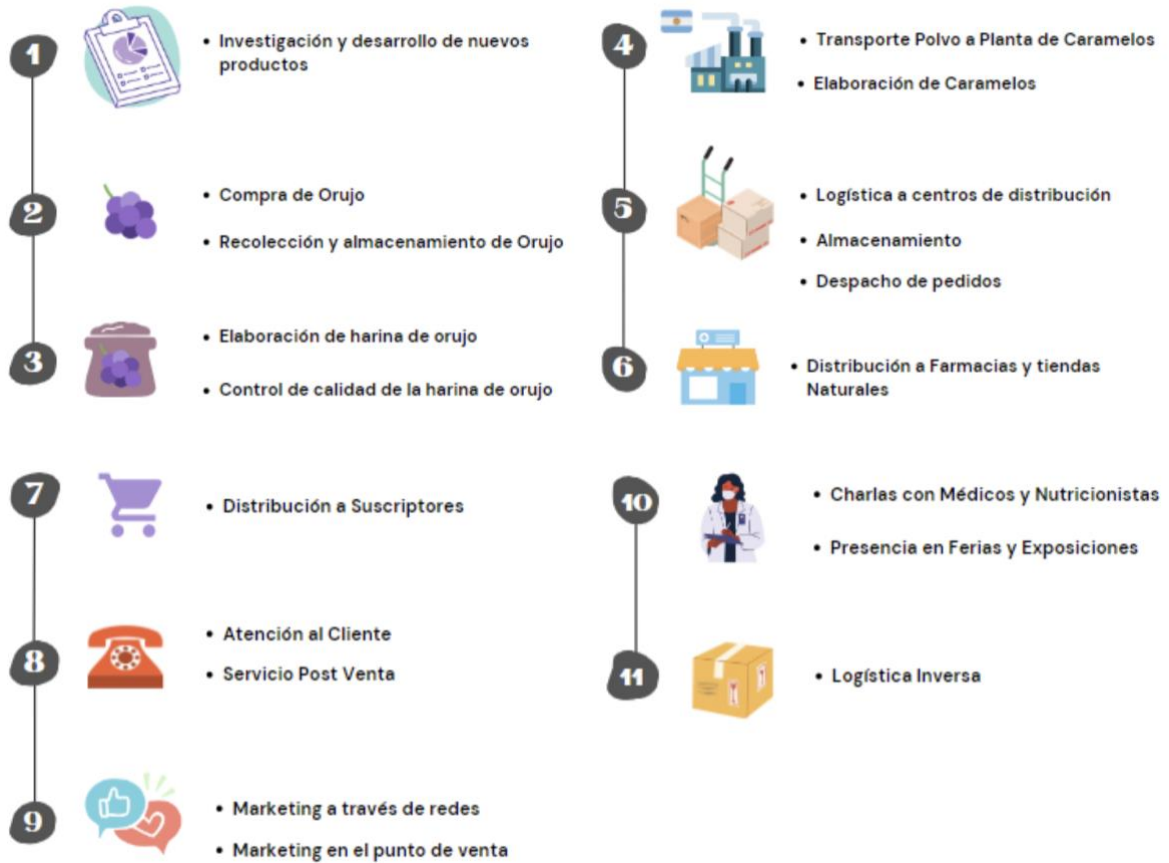 1
• Investigación y desarrollo de nuevos
productos
2
• Compra de Orujo
• Recolección y almacenamiento de Orujo
3
• Elaboración de harina de orujo
• Control de calidad de la harina de orujo
4
• Transporte Polvo a Planta de Caramelos
• Elaboración de Caramelos
5
• Logística a centros de distribución
• Almacenamiento
• Despacho de pedidos
6
• Distribución a Farmacias y tiendas
Naturales
7
• Distribución a Suscriptores
8
• Atención al Cliente
• Servicio Post Venta
9
• Marketing a través de redes
• Marketing en el punto de venta
10
• Charlas con Médicos y Nutricionistas
• Presencia en Ferias y Exposiciones
11
• Logística Inversa